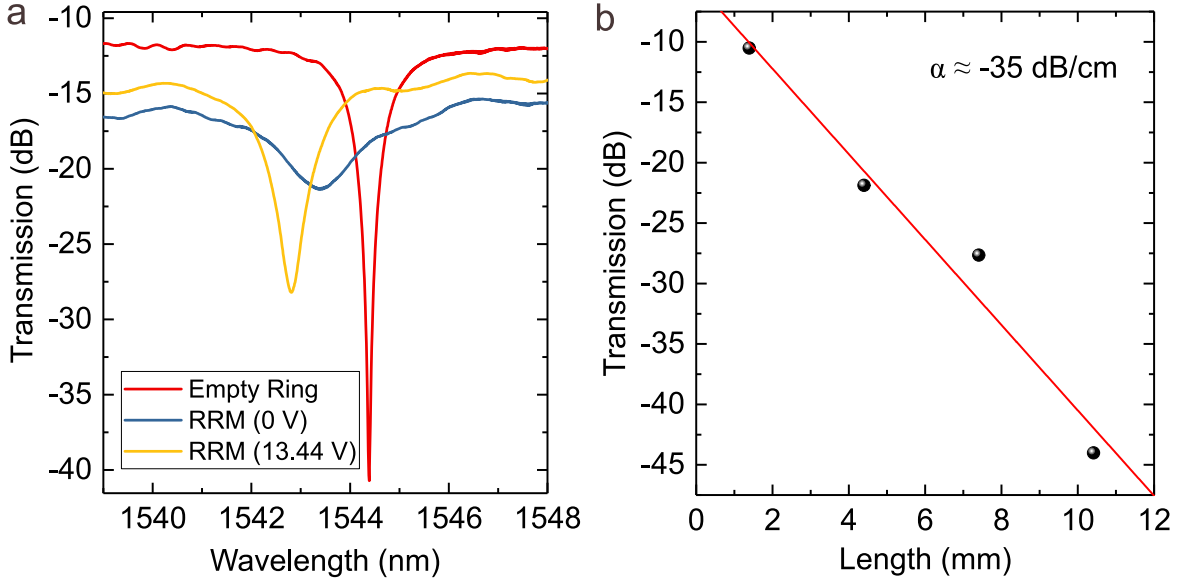 a
-10
-15
-20
-25
-30
-35
-40
Transmission (dB)
Empty Ring
RRM (0 V)
RRM (13.44 V)
1540 1542 1544 1546 1548
Wavelength (nm)
b
-10
-15
-20
-25
-30
-35
-40
-45
Transmission (dB)
α ≈ -35 dB/cm
0 2 4 6 8 10 12
Length (mm)